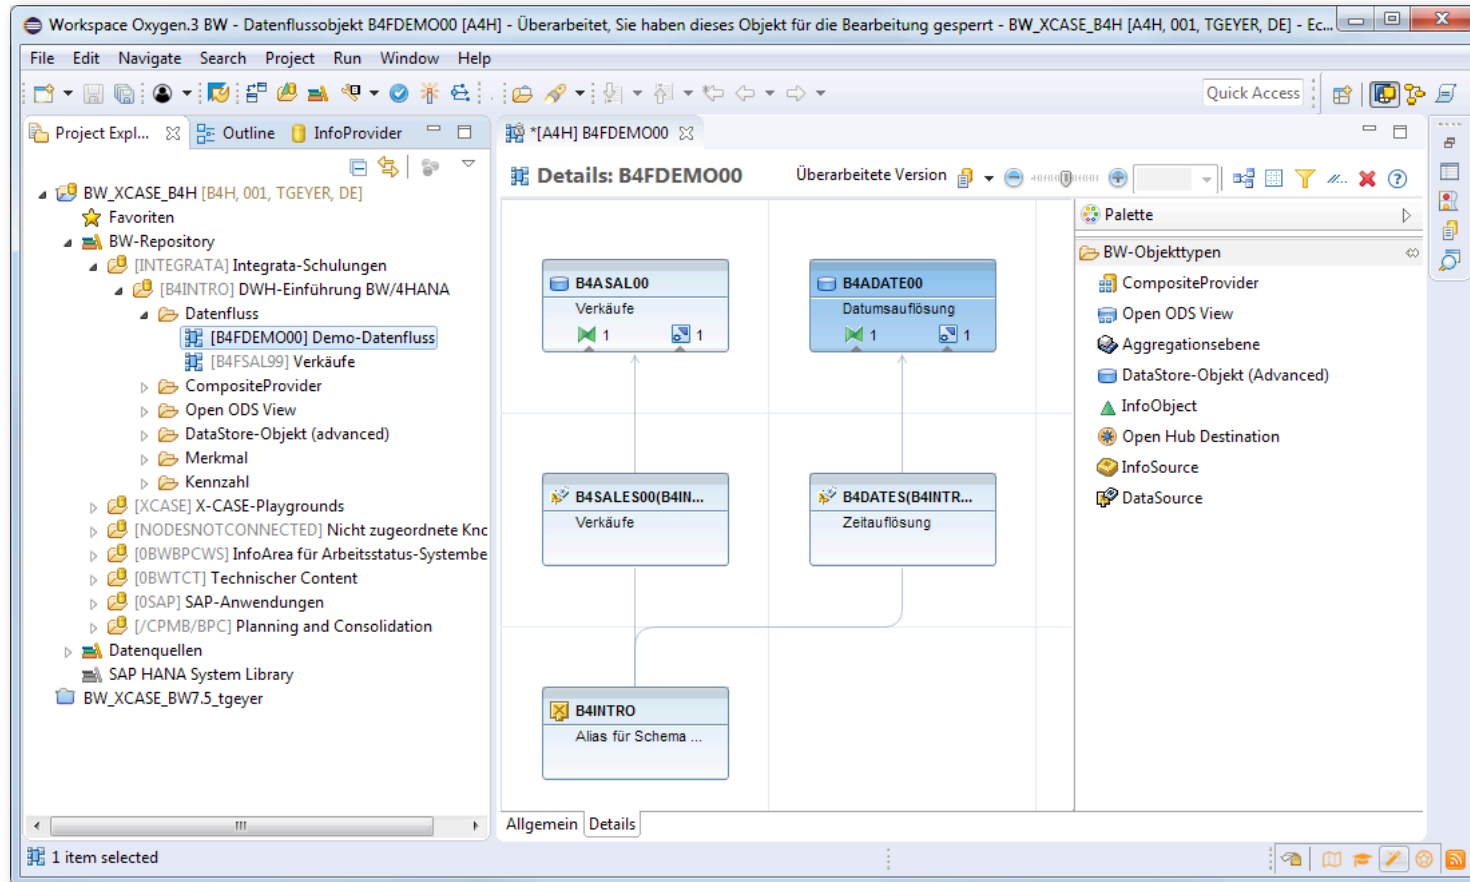 Workspace Oxygen.3 BW - Datenflussobjekt B4FDEMO00 [A4H] - Überarbeitet, Sie haben dieses Objekt für die Bearbeitung gesperrt - BW_XCASE_B4H [A4H, 001, TGEYER, DE] - Ec...
File Edit Navigate Search Project Run Window Help
Quick Access
Project Expl... Outline InfoProvider
*[A4H] B4FDEMO00
Details: B4FDEMO00 Überarbeitete Version
BW_XCASE_B4H [B4H, 001, TGEYER, DE]
Favoriten
BW-Repository
[INTEGRATA] Integrata-Schulungen
[B4INTRO] DWH-Einführung BW/4HANA
Datenfluss
[B4FDEMO00] Demo-Datenfluss
[B4FSAL99] Verkäufe
CompositeProvider
Open ODS View
DataStore-Objekt (advanced)
Merkmal
Kennzahl
[XCASE] X-CASE-Playgrounds
[NODESNOTCONNECTED] Nicht zugeordnete Knc
[0BWBPCWS] InfoArea für Arbeitsstatus-Systembe
[0BWTCT] Technischer Content
[0SAP] SAP-Anwendungen
[/CPMB/BPC] Planning and Consolidation
Datenquellen
SAP HANA System Library
BW_XCASE_BW7.5_tgeyer
B4ASAL00
Verkäufe
1 1
B4ADATE00
Datumsauflösung
1 1
B4SALES00(B4IN...
Verkäufe
B4DATES(B4INTR...
Zeitauflösung
B4INTRO
Alias für Schema ...
Palette
BW-Objekttypen
CompositeProvider
Open ODS View
Aggregationsebene
DataStore-Objekt (Advanced)
InfoObject
Open Hub Destination
InfoSource
DataSource
Allgemein Details
1 item selected